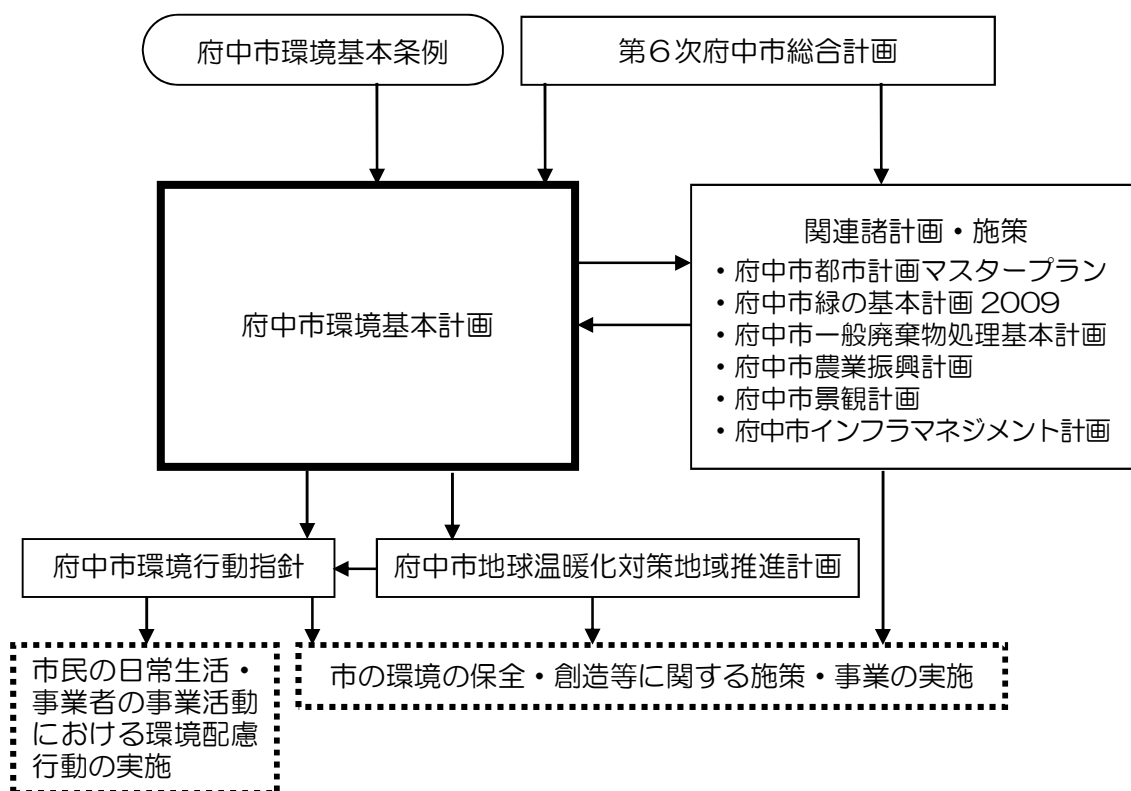 府中市環境基本条例
第6次府中市総合計画
府中市環境基本計画
関連諸計画・施策
・府中市都市計画マスタープラン
・府中市緑の基本計画 2009
・府中市一般廃棄物処理基本計画
・府中市農業振興計画
・府中市景観計画
・府中市インフラマネジメント計画
府中市環境行動指針
府中市地球温暖化対策地域推進計画
市民の日常生活・
事業者の事業活動
における環境配慮
行動の実施
市の環境の保全・創造等に関する施策・事業の実施